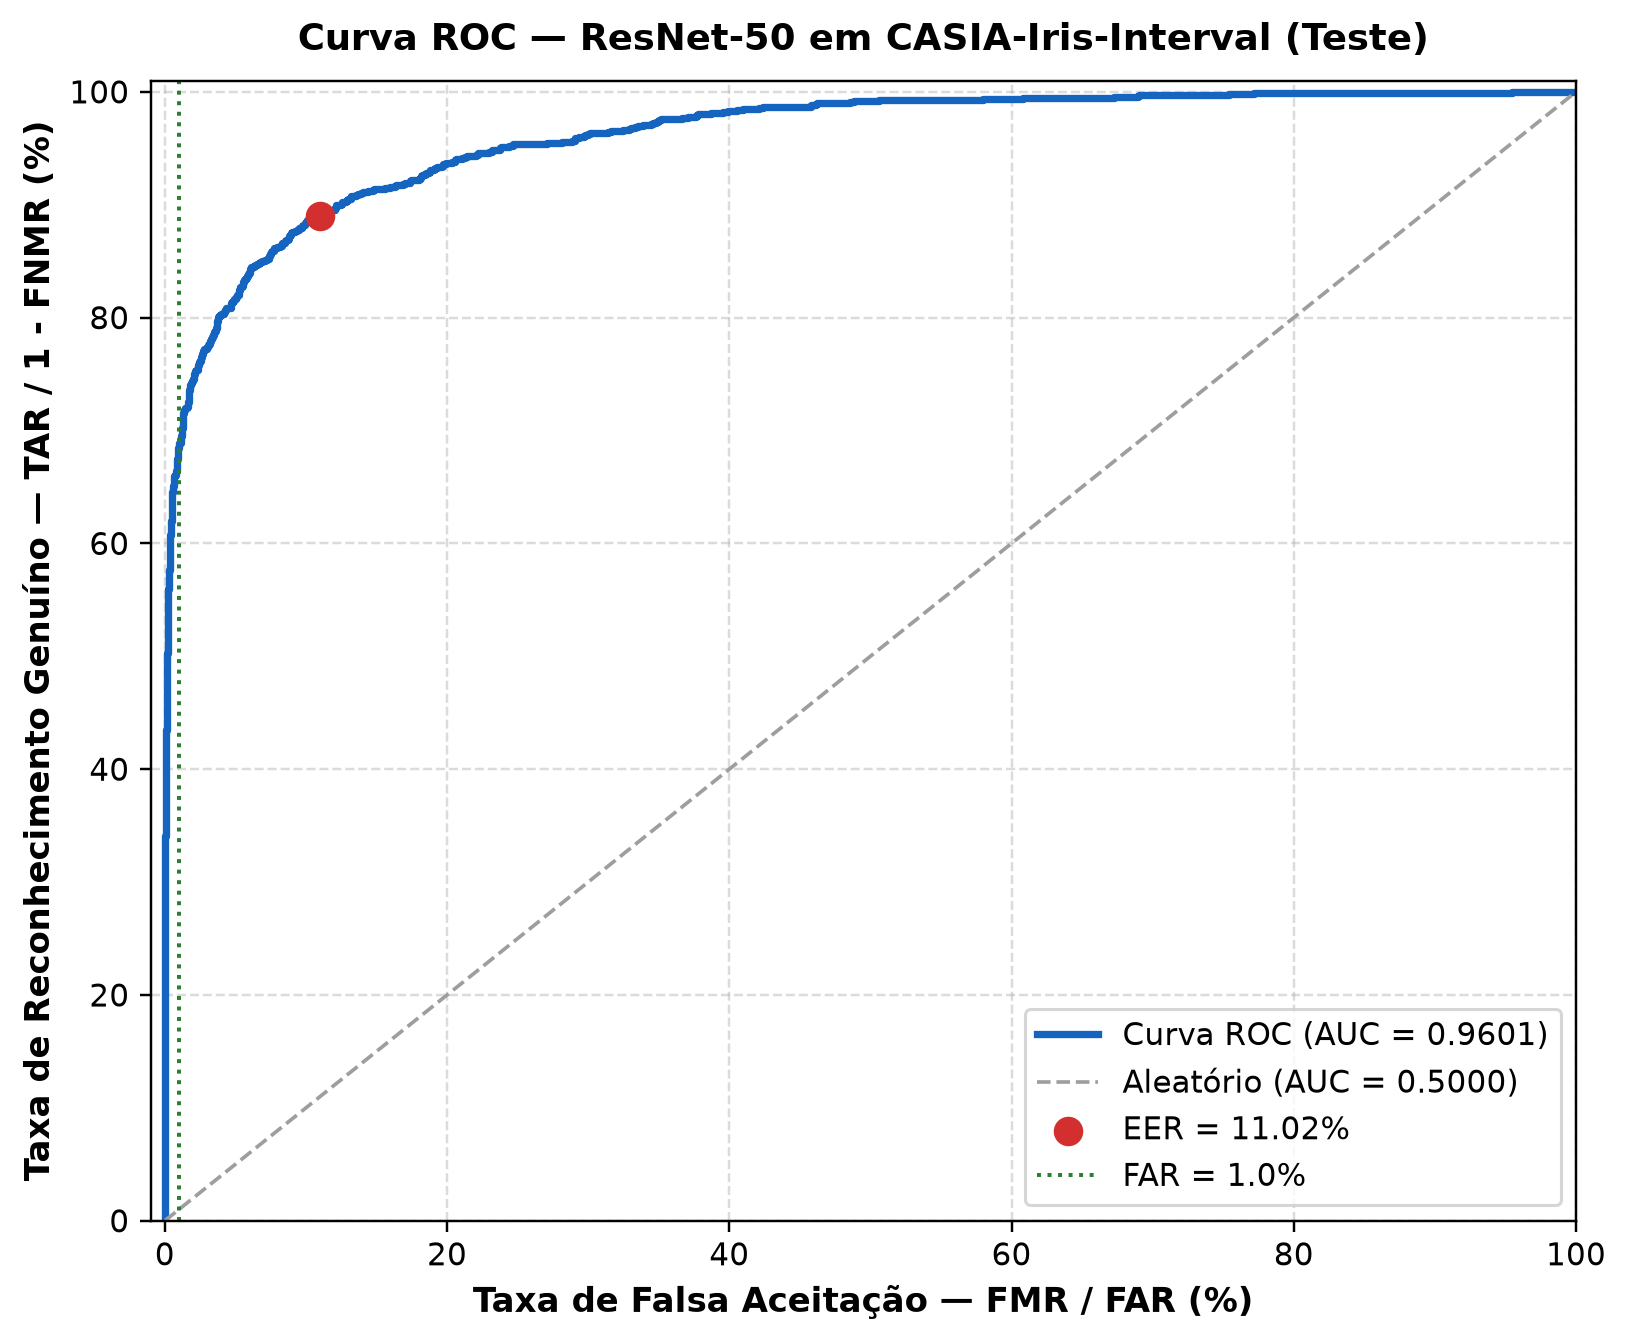 Curva ROC — ResNet-50 em CASIA-Iris-Interval (Teste)
Taxa de Reconhecimento Genuíno — TAR / 1 - FNMR (%)
100
80
60
40
20
0
0 20 40 60 80 100
Taxa de Falsa Aceitação — FMR / FAR (%)
Curva ROC (AUC = 0.9601)
Aleatório (AUC = 0.5000)
EER = 11.02%
FAR = 1.0%